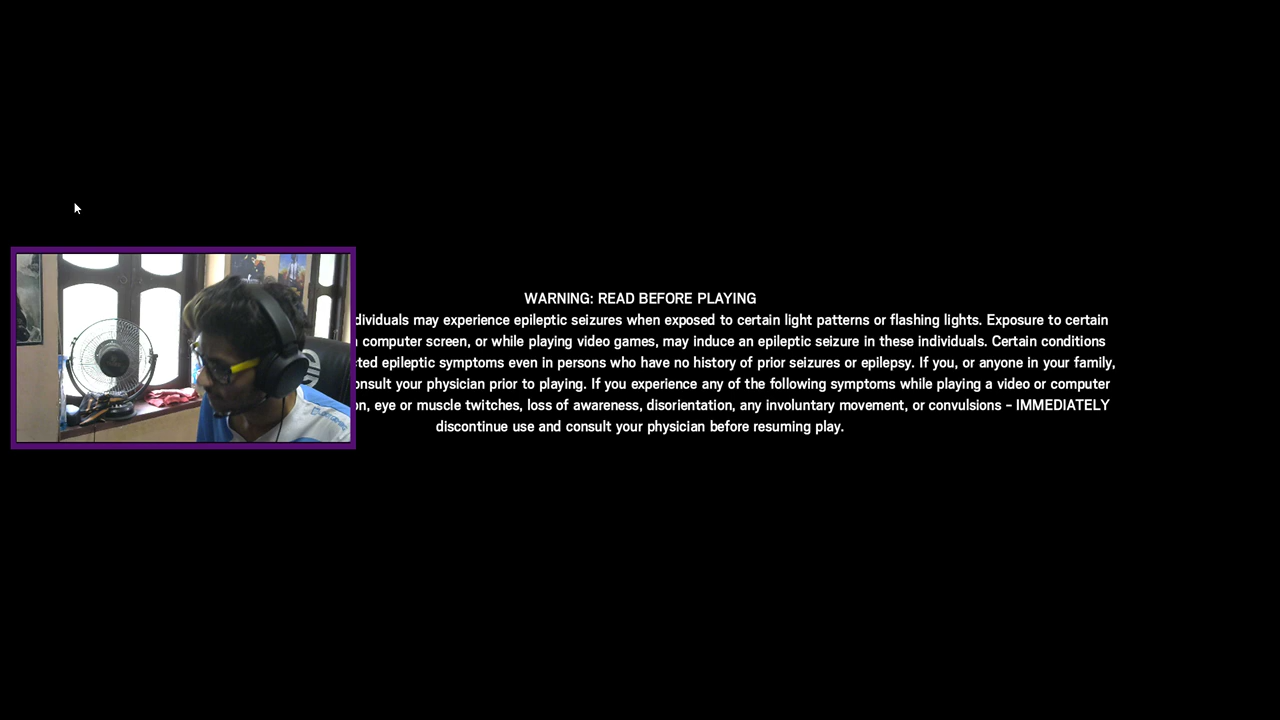 WARNING: READ BEFORE PLAYING
dividuals may experience epileptic seizures when exposed to certain light patterns or flashing lights. Exposure to certain
computer screen, or while playing video games, may induce an epileptic seizure in these individuals. Certain conditions
ted epileptic symptoms even in persons who have no history of prior seizures or epilepsy. If you, or anyone in your family,
onsult your physician prior to playing. If you experience any of the following symptoms while playing a video or computer
on, eye or muscle twitches, loss of awareness, disorientation, any involuntary movement, or convulsions - IMMEDIATELY
discontinue use and consult your physician before resuming play.